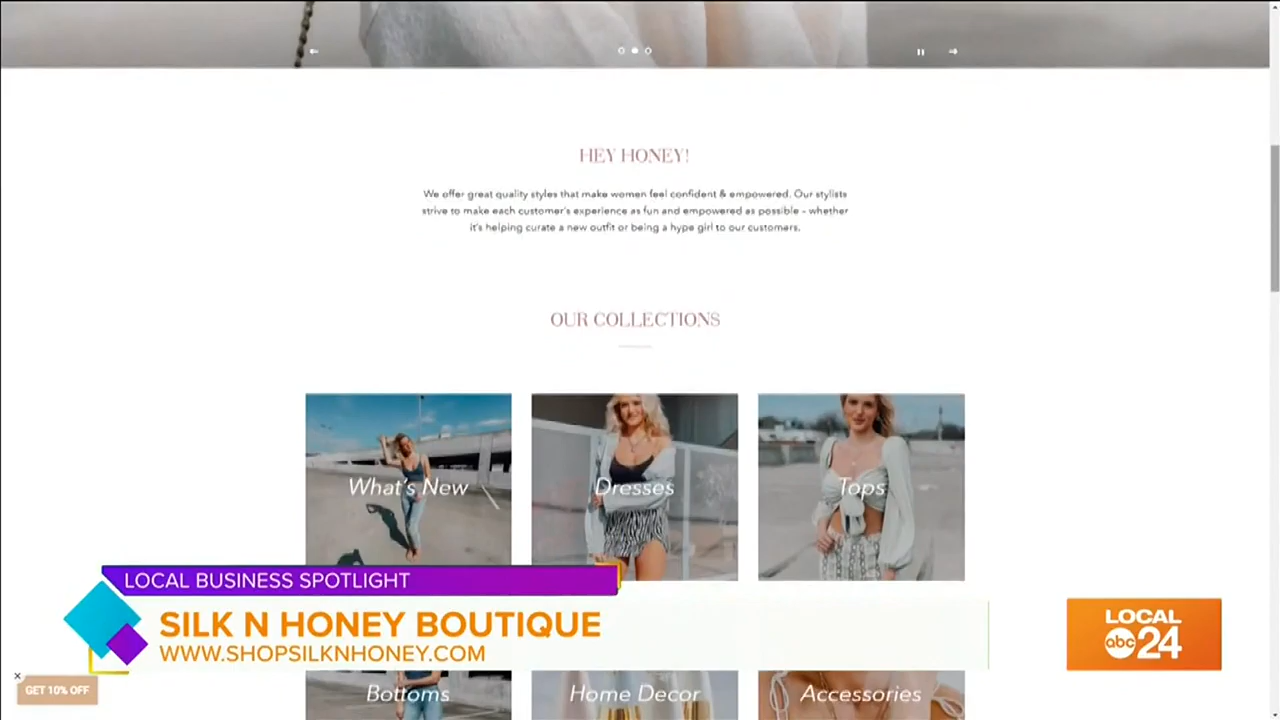 HEY HONEY!
We offer great quality styles that make women feel confident & empowered. Our stylists
strive to make each customer's experience as fun and empowered as possible - whether
it's helping curate a new outfit or being a hype girl to our customers.
OUR COLLECTIONS
What's New
Dresses
Tops
LOCAL BUSINESS SPOTLIGHT
SILK N HONEY BOUTIQUE
WWW.SHOPSILKNHONEY.COM
LOCAL
abc 24
GET 10% OFF
Bottoms
Home Decor
Accessories